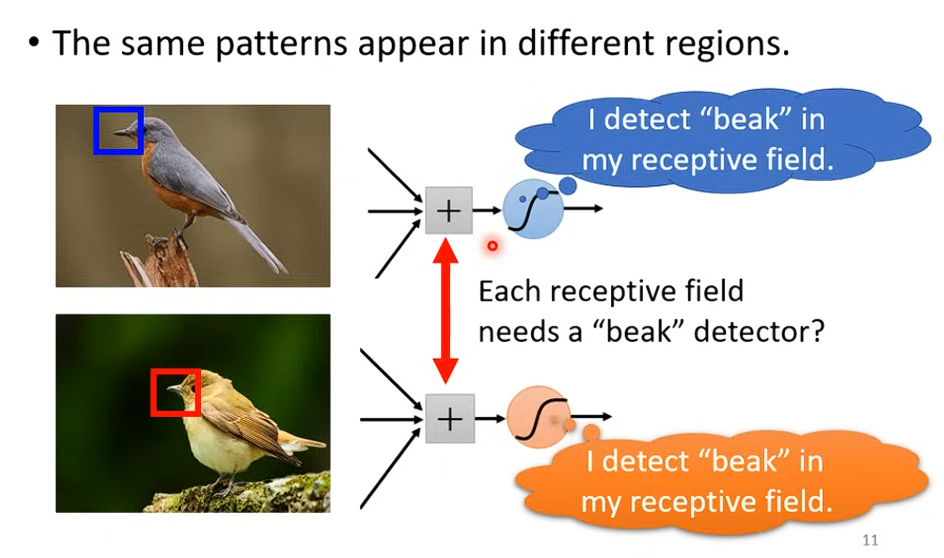 • The same patterns appear in different regions.
I detect “beak” in
my receptive field.
+
Each receptive field
needs a “beak” detector?
+
I detect “beak” in
my receptive field.
11